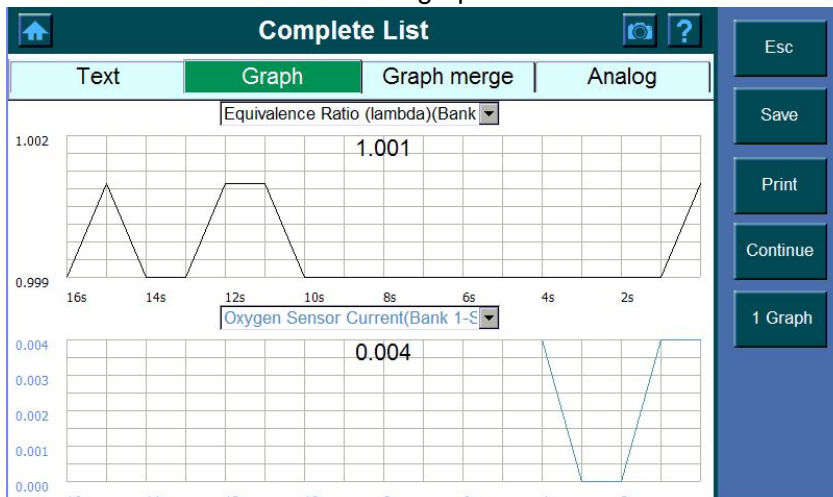 Complete List
?
Esc
Text Graph Graph merge Analog
Save
Equivalence Ratio (lambda)(Bank
1.002
1.001
Print
Continue
0.999
16s 14s 12s 10s 8s 6s 4s 2s
Oxygen Sensor Current(Bank 1-S
1 Graph
0.004
0.004
0.003
0.002
0.001
0.000